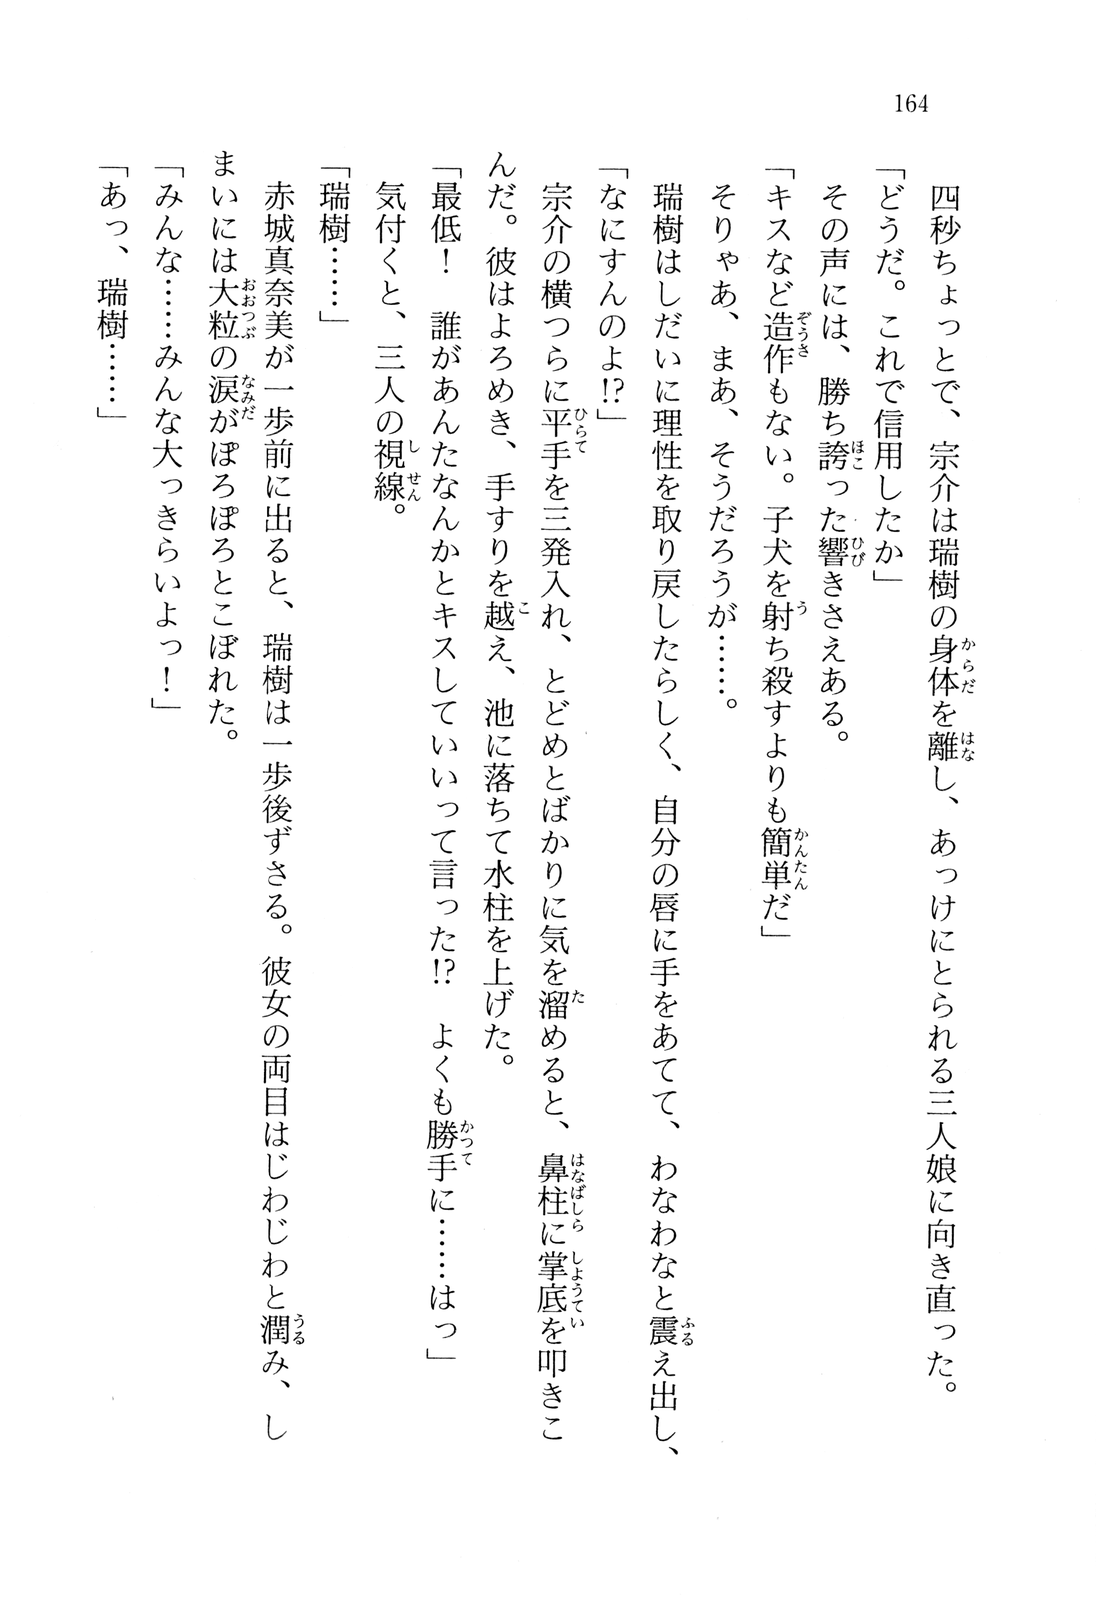 164
四秒ちょっとで、宗介は瑞樹の身体を離し、あっけにとられる三人娘に向き直った。
「どうだ。これで信用したか」
その声には、勝ち誇った響きさえある。
「キスなど造作もない。子犬を射ち殺すよりも簡単だ」
そりゃあ、まあ、そうだろうが……。
瑞樹はしだいに理性を取り戻したらしく、自分の唇に手をあてて、わなわなと震え出し、
「なにすんのよ!?」
宗介の横つらに平手を三発入れ、とどめとばかりに気を溜めると、鼻柱に掌底を叩きこ
んだ。彼はよろめき、手すりを越え、池に落ちて水柱を上げた。
「最低！　誰があんたなんかとキスしていいって言った!?　よくも勝手に……はっ」
気付くと、三人の視線。
「瑞樹……」
赤城真奈美が一歩前に出ると、瑞樹は一歩後ずさる。彼女の両目はじわじわと潤み、し
まいには大粒の涙がぽろぽろとこぼれた。
「みんな……みんな大っきらいよっ！」
「あっ、瑞樹……」